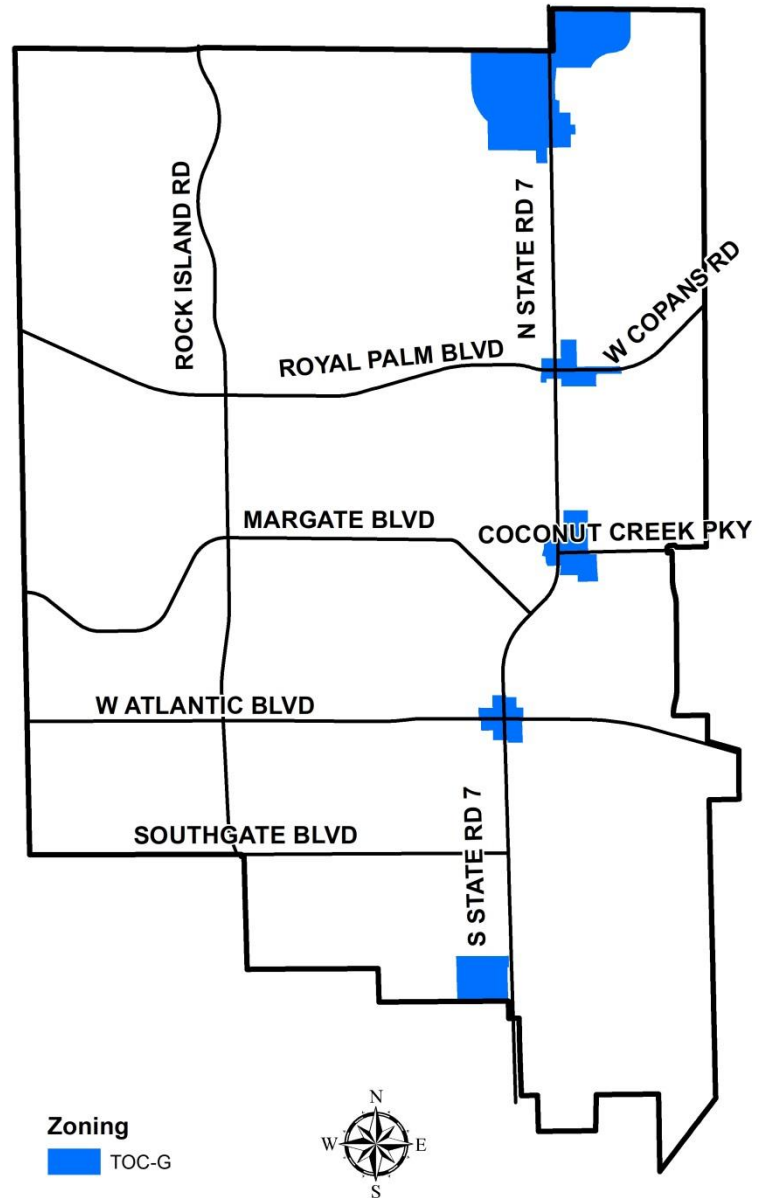 ROCK ISLAND RD
N STATE RD 7
W COPANS RD
ROYAL PALM BLVD
MARGATE BLVD
COCONUT CREEK PKY
W ATLANTIC BLVD
SOUTHGATE BLVD
S STATE RD 7
Zoning
TOC-G
N
W
E
S